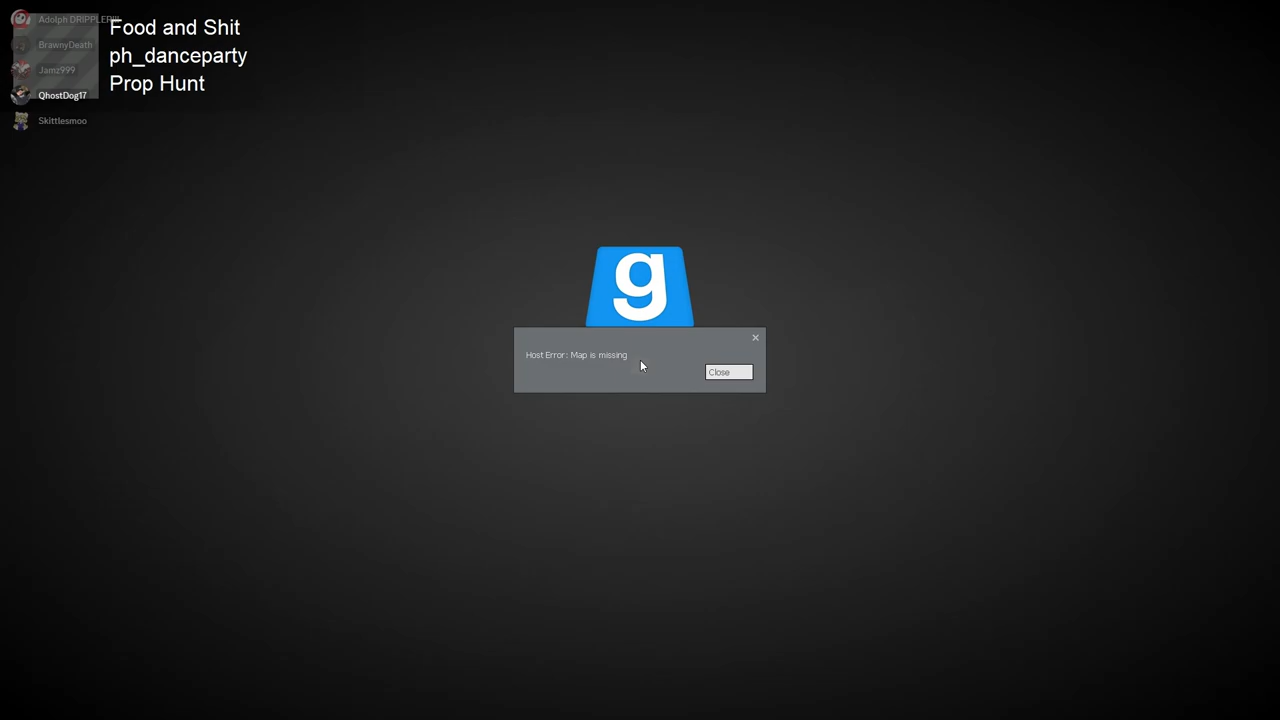 Adolph DRIPPLER!!!
BrawnyDeath
Jamz999
QhostDog17
Skittlesmoo
Food and Shit
ph_danceparty
Prop Hunt
g
Host Error: Map is missing
Close